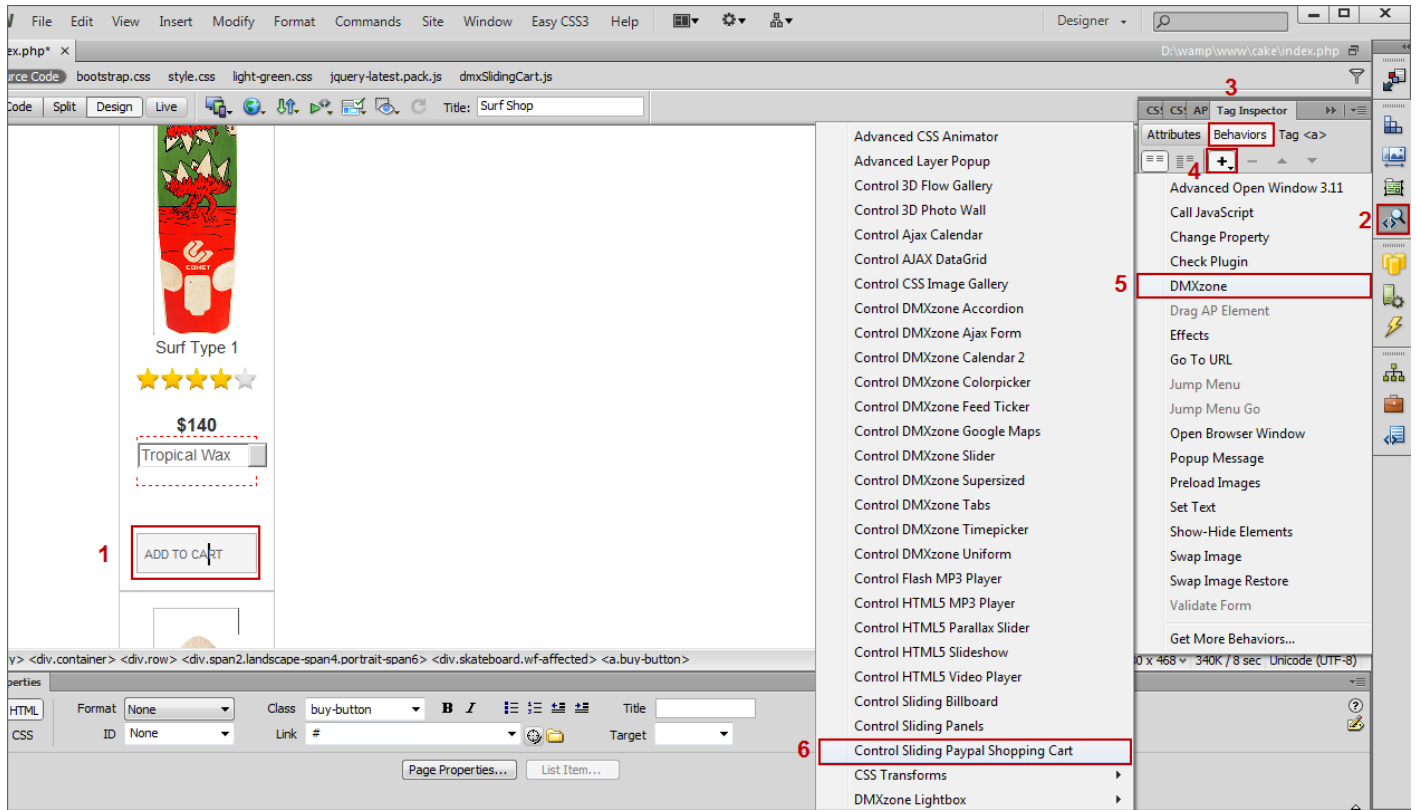 File Edit View Insert Modify Format Commands Site Window Easy CSS3 Help Designer
ex.php* × D:\wamp\www\cake\index.php
urce Code bootstrap.css style.css light-green.css jquery-latest.pack.js dmxSlidingCart.js
Code Split Design Live Title: Surf Shop
3
CS! CS! AP Tag Inspector
Attributes Behaviors Tag <a>
4
2
COMET
Surf Type 1
$140
Tropical Wax
1 ADD TO CART
Advanced CSS Animator
Advanced Layer Popup
Control 3D Flow Gallery
Control 3D Photo Wall
Control Ajax Calendar
Control AJAX DataGrid
Control CSS Image Gallery
Control DMXzone Accordion
Control DMXzone Ajax Form
Control DMXzone Calendar 2
Control DMXzone Colorpicker
Control DMXzone Feed Ticker
Control DMXzone Google Maps
Control DMXzone Slider
Control DMXzone Supersized
Control DMXzone Tabs
Control DMXzone Timepicker
Control DMXzone Uniform
Control Flash MP3 Player
Control HTML5 MP3 Player
Control HTML5 Parallax Slider
Control HTML5 Slideshow
Control HTML5 Video Player
Control Sliding Billboard
Control Sliding Panels
6 Control Sliding Paypal Shopping Cart
CSS Transforms
DMXzone Lightbox
Advanced Open Window 3.11
Call JavaScript
Change Property
Check Plugin
5 DMXzone
Drag AP Element
Effects
Go To URL
Jump Menu
Jump Menu Go
Open Browser Window
Popup Message
Preload Images
Set Text
Show-Hide Elements
Swap Image
Swap Image Restore
Validate Form
Get More Behaviors...
y> <div.container> <div.row> <div.span2.landscape-span4.portrait-span6> <div.skateboard.wf-affected> <a.buy-button> 0 x 468 340K / 8 sec Unicode (UTF-8)
perties
HTML Format None Class buy-button B I Title
CSS ID None Link # Target
Page Properties... List Item...